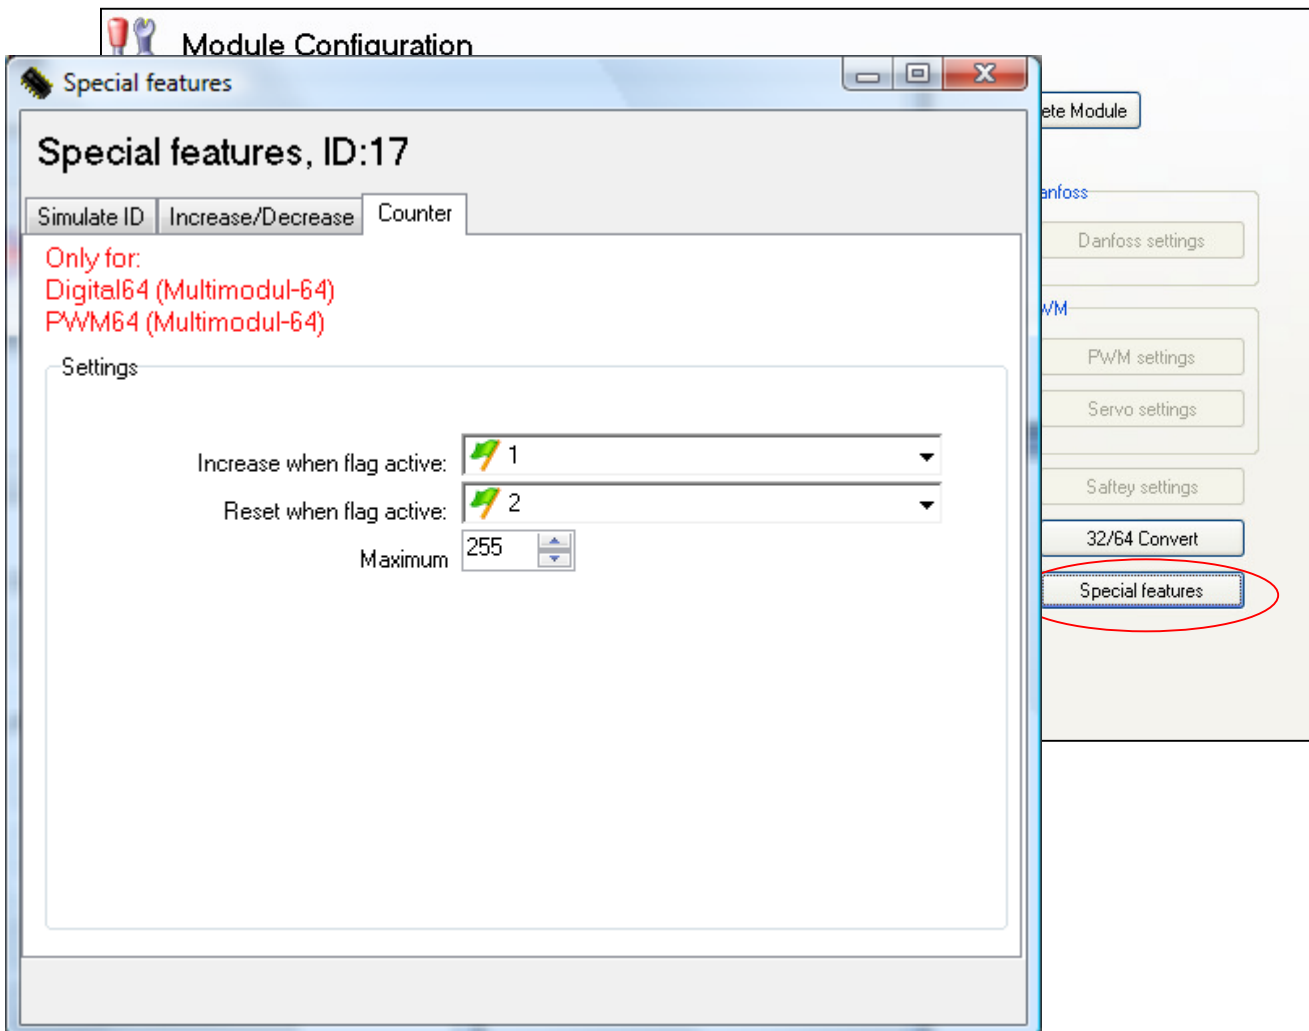 Module Configuration
Special features
Special features, ID:17
Simulate ID Increase/Decrease Counter
Only for:
Digital64 (Multimodul-64)
PWM64 (Multimodul-64)
Settings
Increase when flag active: 1
Reset when flag active: 2
Maximum 255
ete Module
anfoss
Danfoss settings
WM
PWM settings
Servo settings
Saftey settings
32/64 Convert
Special features